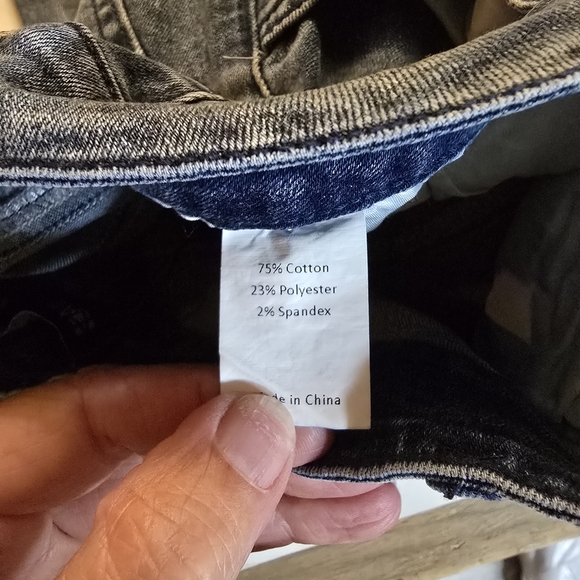 75% Cotton
23% Polyester
2% Spandex
de in China